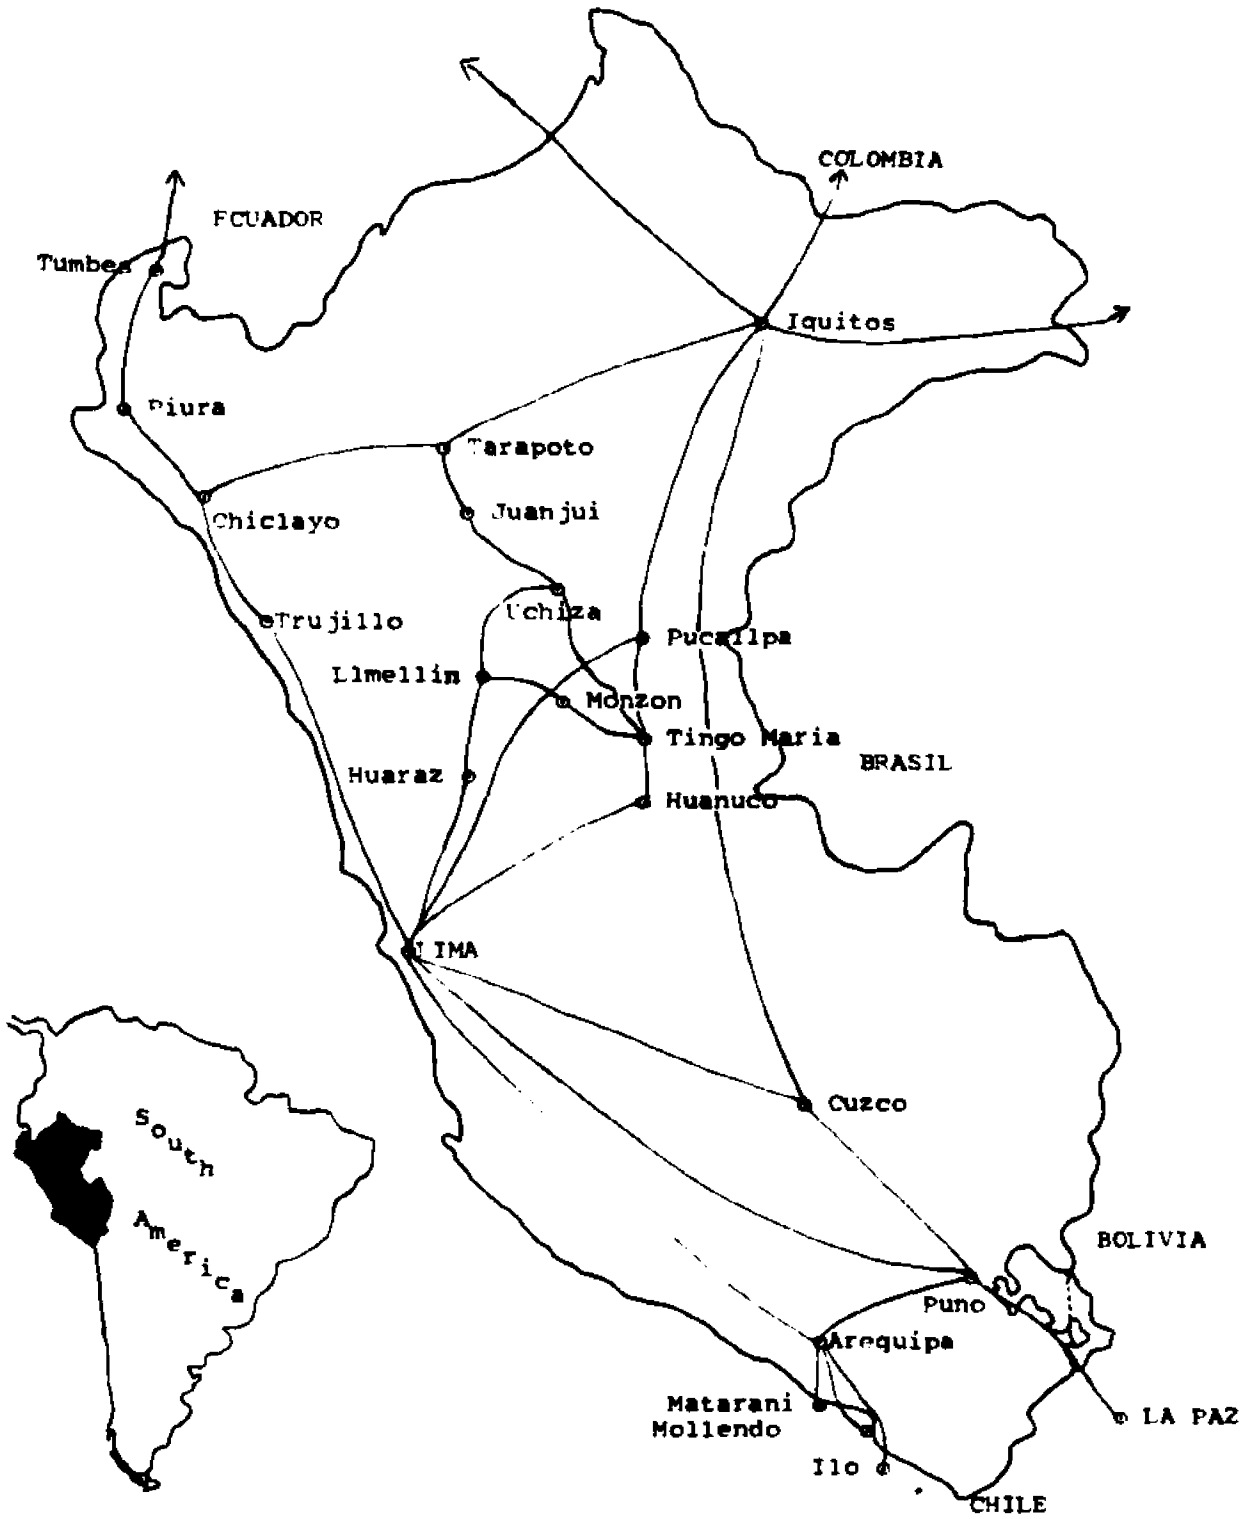 COLOMBIA
ECUADOR
Tumbes
Iquitos
Piura
Tarapoto
Juanjui
Chiclayo
Uchiza
Trujillo
Pucallpa
Llmellin
Monzon
Tingo Maria
BRASIL
Huaraz
Huanuco
LIMA
Cuzco
South
America
BOLIVIA
Puno
Arequipa
Matarani
Mollendo
LA PAZ
Ilo
CHILE